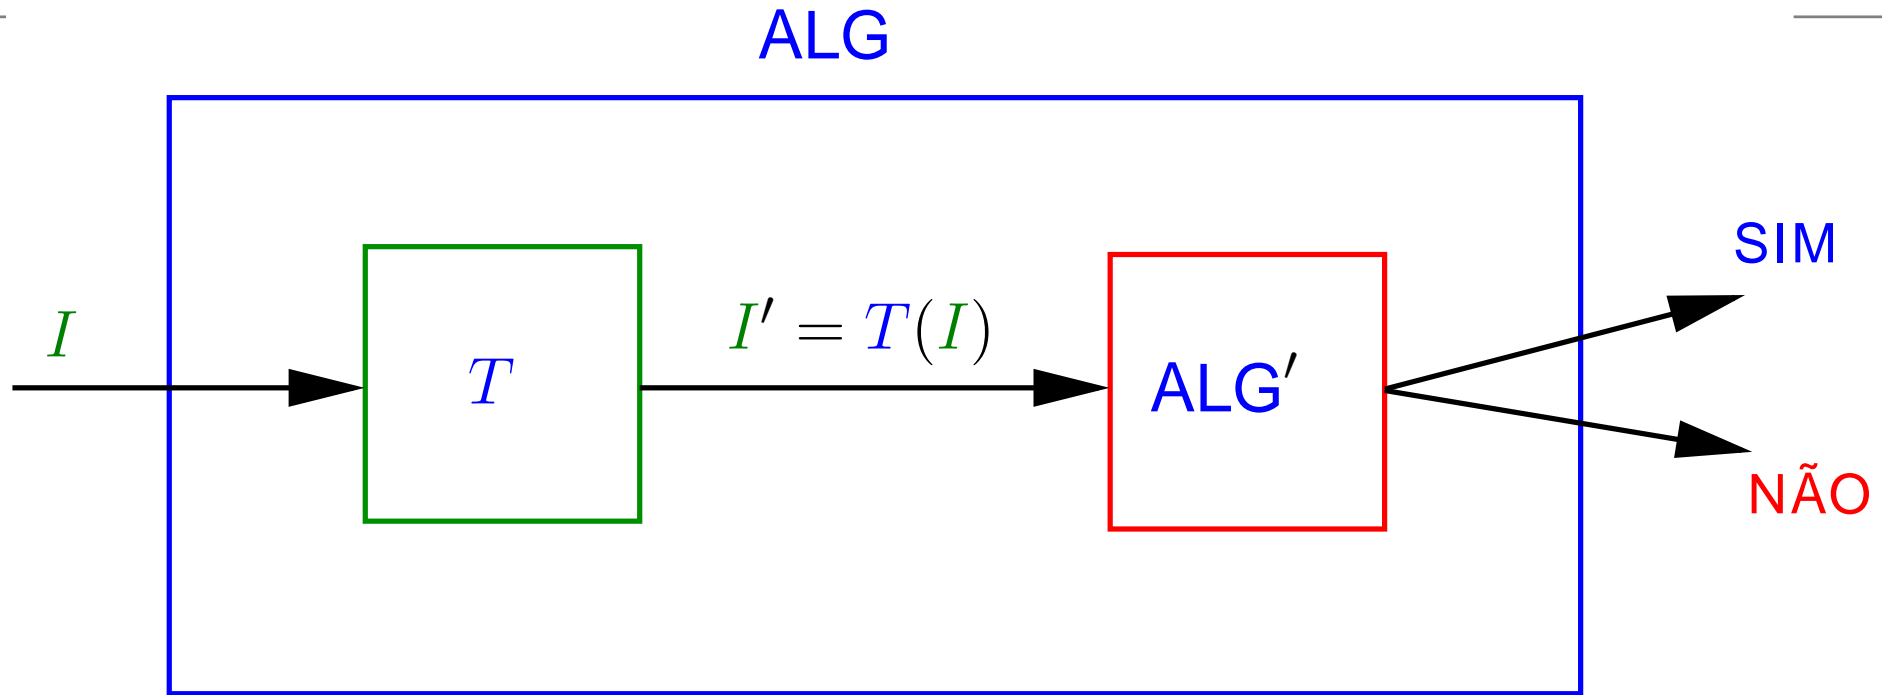 ALG
I
T
I′ = T(I)
ALG′
SIM
NÃO